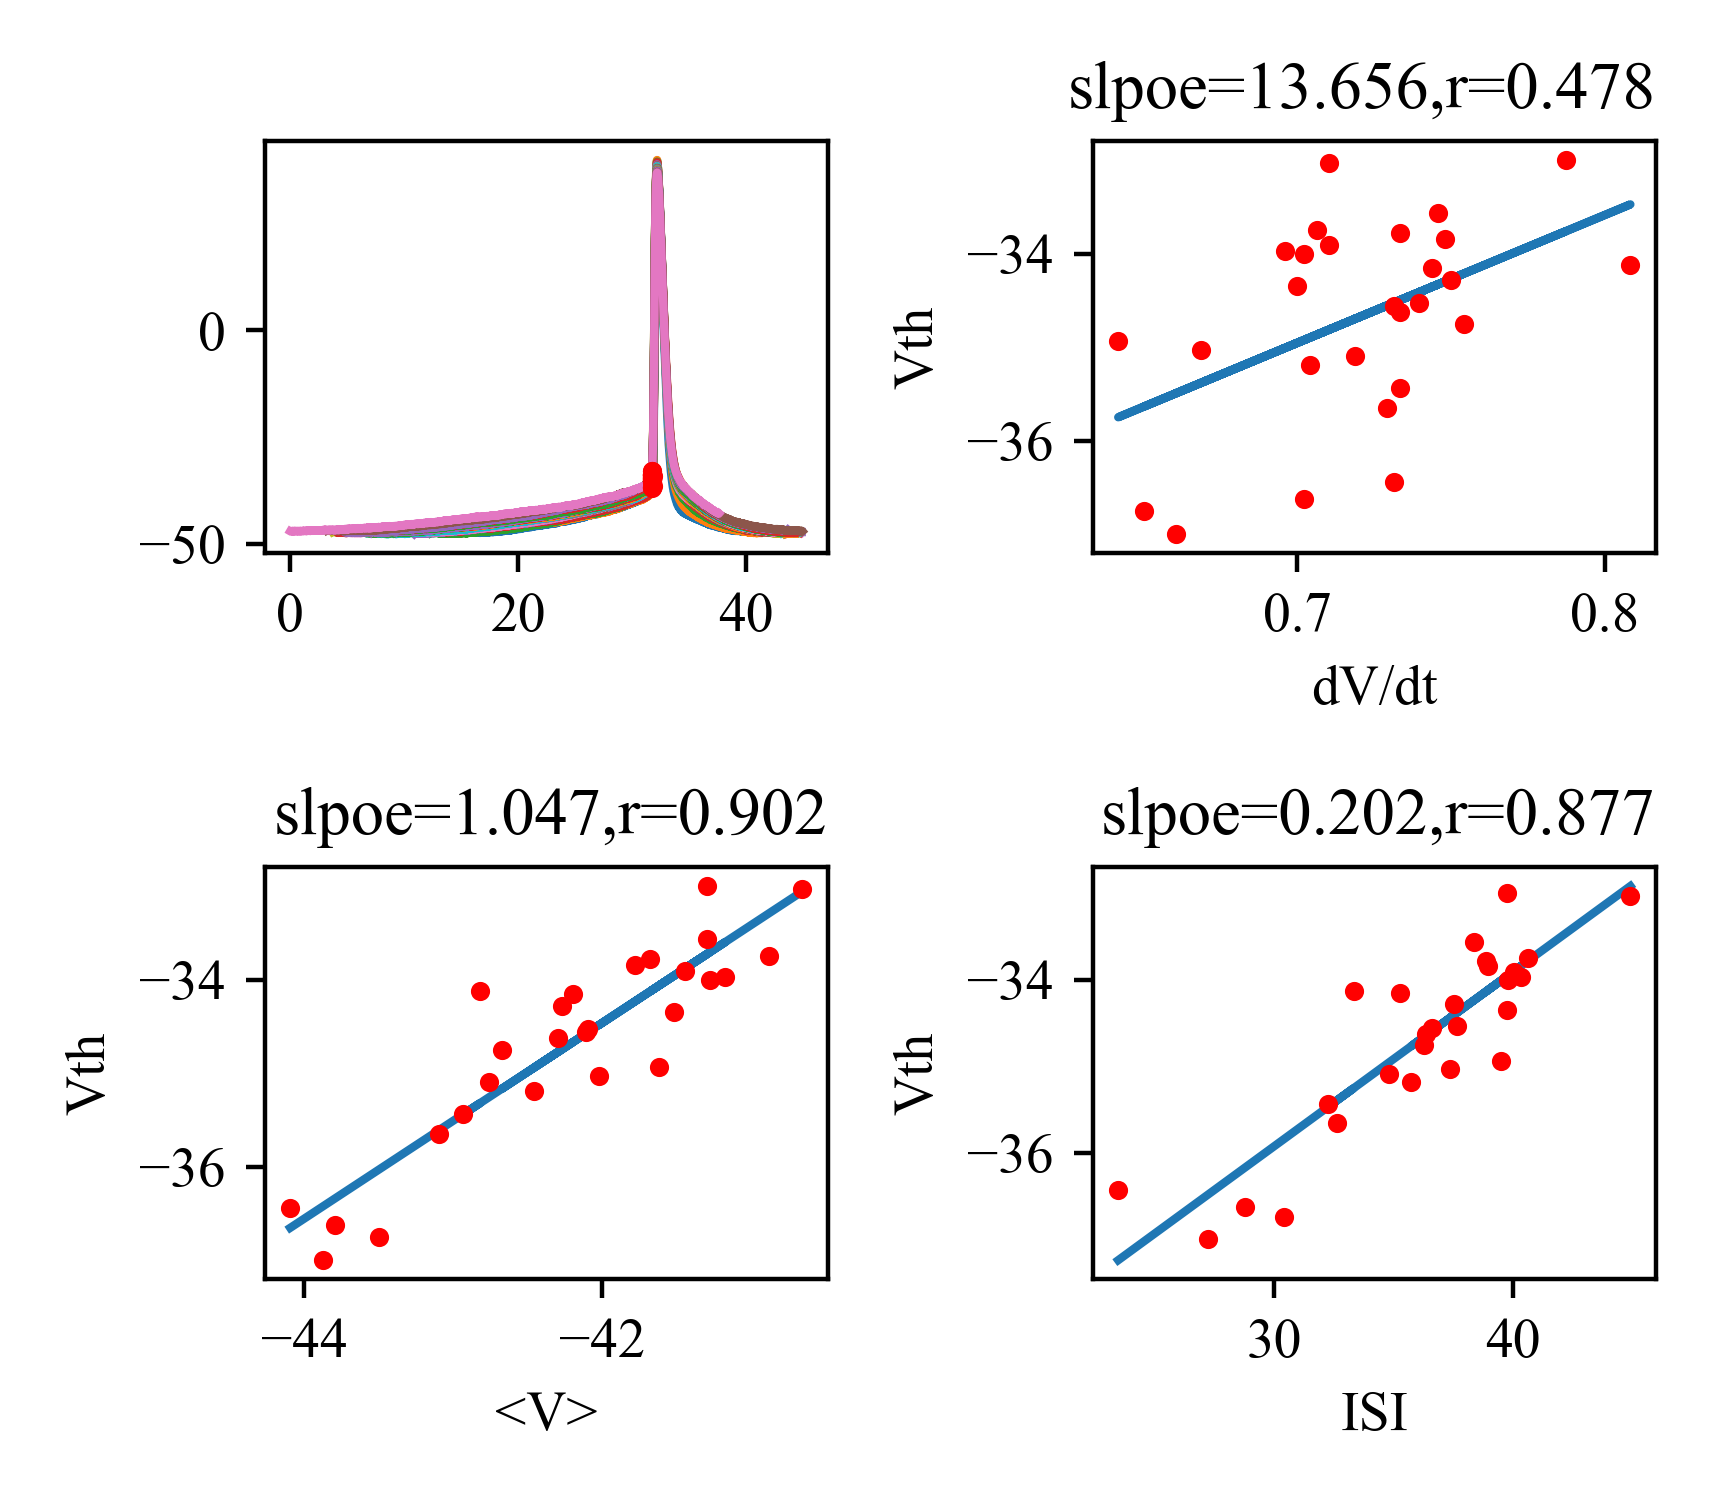 0
−50
0
20
40
slpoe=13.656,r=0.478
−34
−36
Vth
0.7
0.8
dV/dt
slpoe=1.047,r=0.902
−34
−36
Vth
−44
−42
<V>
slpoe=0.202,r=0.877
−34
−36
Vth
30
40
ISI